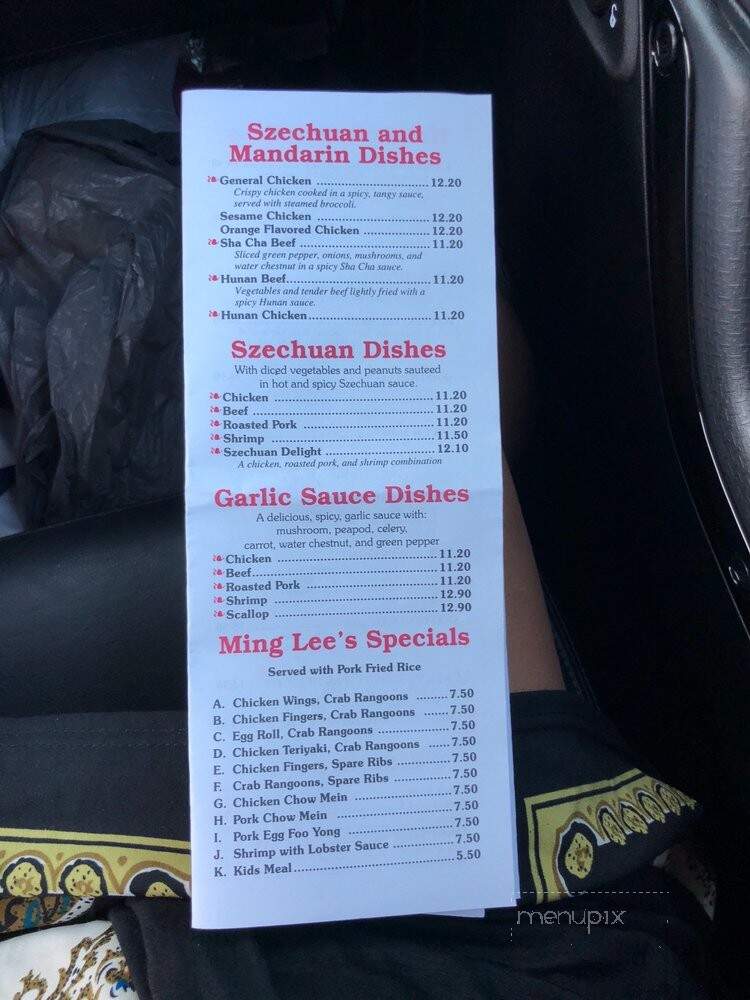 Szechuan and
Mandarin Dishes
General Chicken ................................ 12.20
Crispy chicken cooked in a spicy, tangy sauce,
served with steamed broccoli.
Sesame Chicken ................................ 12.20
Orange Flavored Chicken .................... 12.20
Sha Cha Beef .................................... 11.20
Sliced green pepper, onions, mushrooms, and
water chestnut in a spicy Sha Cha sauce.
Hunan Beef....................................... 11.20
Vegetables and tender beef lightly fried with a
spicy Hunan sauce.
Hunan Chicken.................................. 11.20
Szechuan Dishes
With diced vegetables and peanuts sauteed
in hot and spicy Szechuan sauce.
Chicken ............................................ 11.20
Beef ................................................. 11.20
Roasted Pork ..................................... 11.20
Shrimp ............................................. 11.50
Szechuan Delight ............................... 12.10
A chicken, roasted pork, and shrimp combination
Garlic Sauce Dishes
A delicious, spicy, garlic sauce with:
mushroom, peapod, celery,
carrot, water chestnut, and green pepper
Chicken ............................................ 11.20
Beef.................................................. 11.20
Roasted Pork ..................................... 11.20
Shrimp ............................................. 12.90
Scallop ............................................. 12.90
Ming Lee's Specials
Served with Pork Fried Rice
A. Chicken Wings, Crab Rangoons ......... 7.50
B. Chicken Fingers, Crab Rangoons ....... 7.50
C. Egg Roll, Crab Rangoons .................. 7.50
D. Chicken Teriyaki, Crab Rangoons ...... 7.50
E. Chicken Fingers, Spare Ribs .............. 7.50
F. Crab Rangoons, Spare Ribs ............... 7.50
G. Chicken Chow Mein ......................... 7.50
H. Pork Chow Mein .............................. 7.50
I. Pork Egg Foo Yong ........................... 7.50
J. Shrimp with Lobster Sauce ................ 7.50
K. Kids Meal......................................... 5.50
menupix